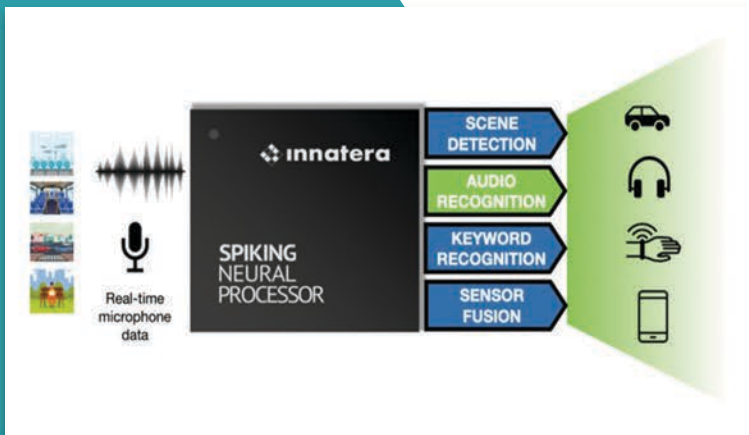 Real-time
microphone
data
innatera
SPIKING
NEURAL
PROCESSOR
SCENE
DETECTION
AUDIO
RECOGNITION
KEYWORD
RECOGNITION
SENSOR
FUSION